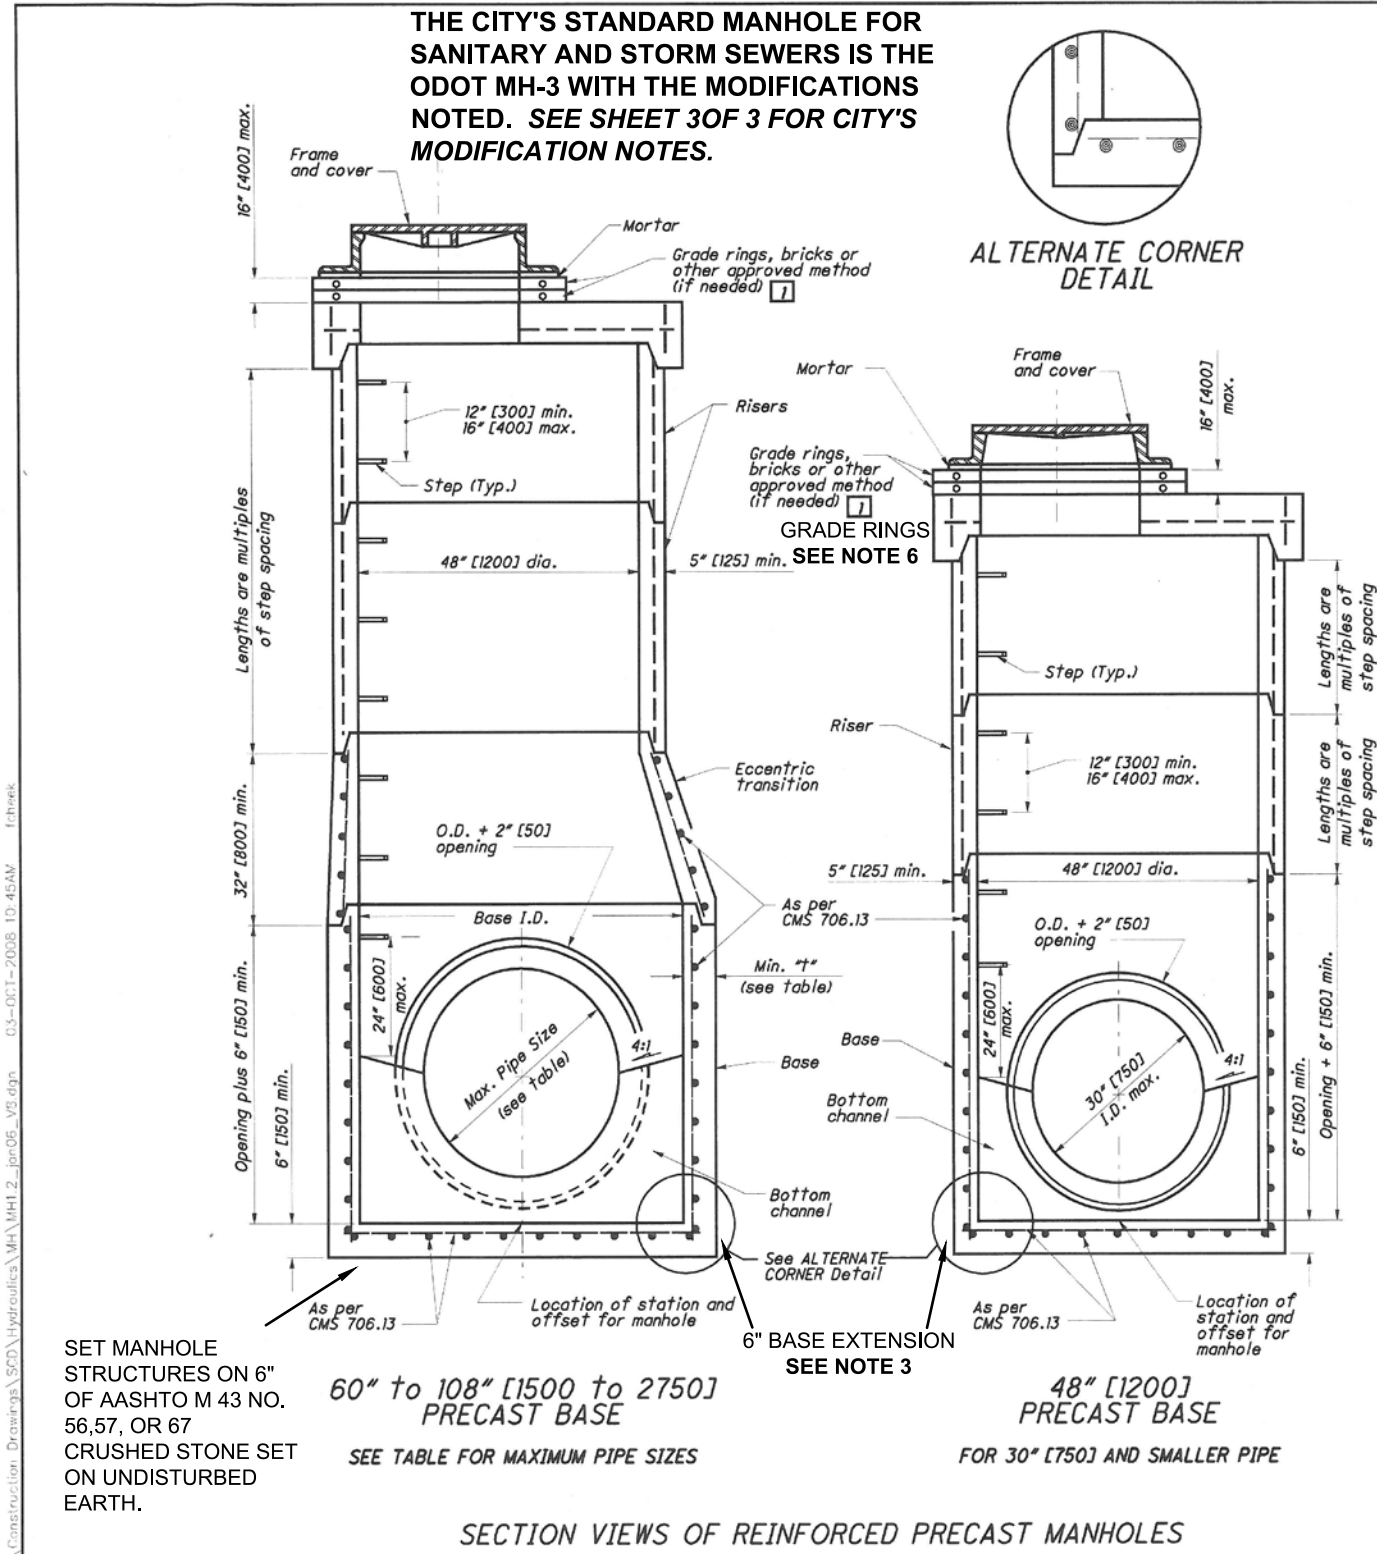 THE CITY'S STANDARD MANHOLE FOR
SANITARY AND STORM SEWERS IS THE
ODOT MH-3 WITH THE MODIFICATIONS
NOTED. SEE SHEET 3OF 3 FOR CITY'S
MODIFICATION NOTES.
ALTERNATE CORNER
DETAIL
16" [400] max.
Frame
and cover
Mortar
Grade rings, bricks or
other approved method
(if needed) 1
12" [300] min.
16" [400] max.
Step (Typ.)
Risers
Lengths are multiples
of step spacing
48" [1200] dia.
5" [125] min.
Eccentric
transition
32" [800] min.
O.D. + 2" [50]
opening
Base I.D.
As per
CMS 706.13
24" [600]
max.
Min. "t"
(see table)
Max. Pipe Size
(see table)
4:1
Base
Opening plus 6" [150] min.
6" [150] min.
Bottom
channel
See ALTERNATE
CORNER Detail
As per
CMS 706.13
Location of station and
offset for manhole
6" BASE EXTENSION
SEE NOTE 3
SET MANHOLE
STRUCTURES ON 6"
OF AASHTO M 43 NO.
56,57, OR 67
CRUSHED STONE SET
ON UNDISTURBED
EARTH.
60" to 108" [1500 to 2750]
PRECAST BASE
SEE TABLE FOR MAXIMUM PIPE SIZES
Mortar
Frame
and cover
16" [400]
max.
Grade rings,
bricks or other
approved method
(if needed) 1
GRADE RINGS
SEE NOTE 6
Step (Typ.)
Lengths are
multiples of
step spacing
Riser
12" [300] min.
16" [400] max.
Lengths are
multiples of
step spacing
5" [125] min.
48" [1200] dia.
O.D. + 2" [50]
opening
24" [600]
max.
Base
4:1
30" [750]
I.D. max.
Bottom
channel
6" [150] min.
Opening + 6" [150] min.
As per
CMS 706.13
Location of
station and
offset for
manhole
48" [1200]
PRECAST BASE
FOR 30" [750] AND SMALLER PIPE
SECTION VIEWS OF REINFORCED PRECAST MANHOLES
\Construction Drawings\SCD\Hydraulics\MH\MH1_2_jan06_V8.dgn 03-OCT-2008 10:45AM fcheek